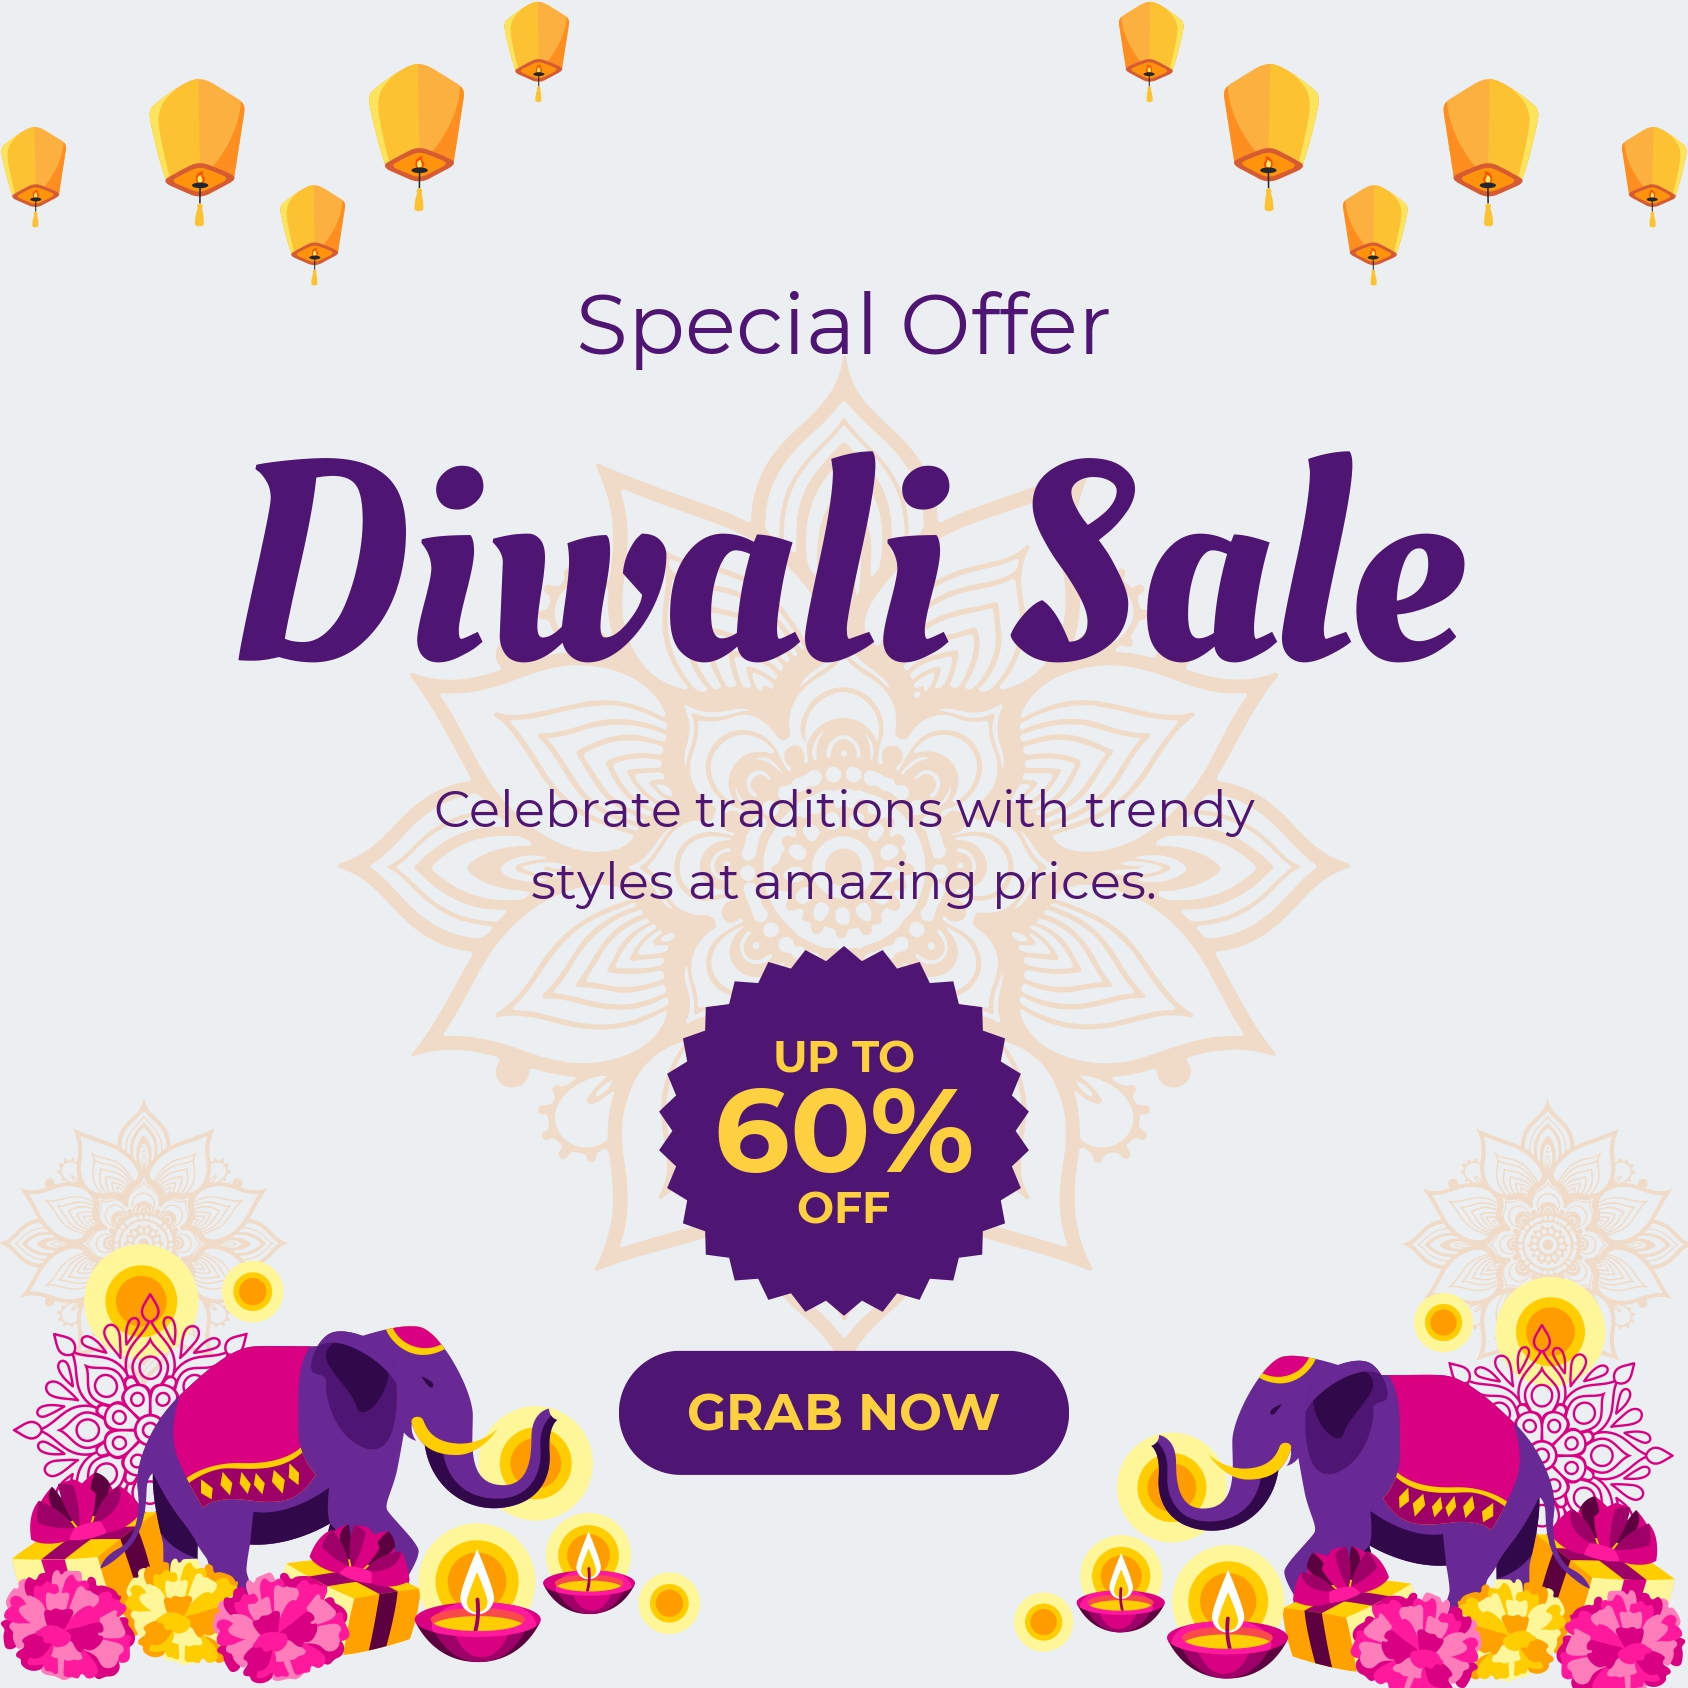 Special Offer
Diwali Sale
Celebrate traditions with trendy
styles at amazing prices.
UP TO
60%
OFF
GRAB NOW